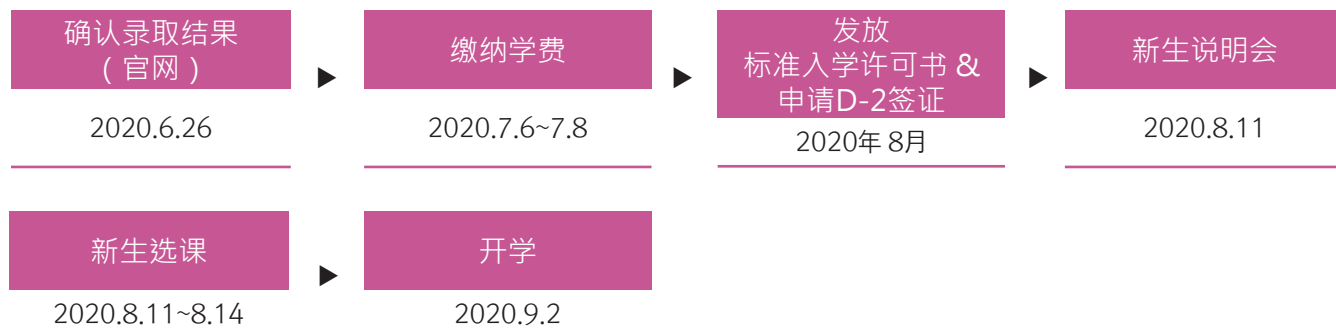 确认录取结果
( 官网 )
2020.6.26
缴纳学费
2020.7.6~7.8
发放
标准入学许可书 &
申请D-2签证
2020年 8月
新生说明会
2020.8.11
新生选课
2020.8.11~8.14
开学
2020.9.2